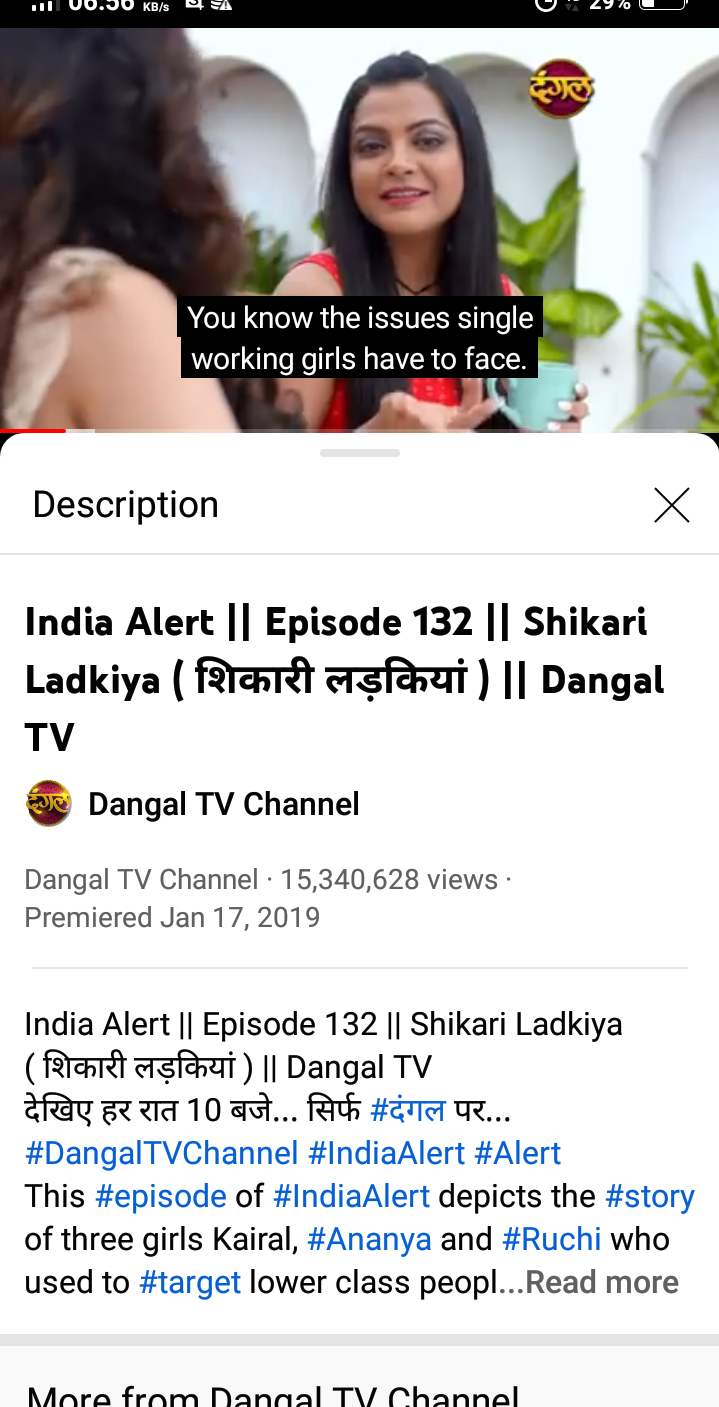 06:56 KB/s 29%
दंगल
You know the issues single
working girls have to face.
Description
India Alert || Episode 132 || Shikari
Ladkiya ( शिकारी लड़कियां ) || Dangal
TV
दंगल Dangal TV Channel
Dangal TV Channel · 15,340,628 views ·
Premiered Jan 17, 2019
India Alert || Episode 132 || Shikari Ladkiya
( शिकारी लड़कियां ) || Dangal TV
देखिए हर रात 10 बजे... सिर्फ #दंगल पर...
#DangalTVChannel #IndiaAlert #Alert
This #episode of #IndiaAlert depicts the #story
of three girls Kairal, #Ananya and #Ruchi who
used to #target lower class peopl...Read more
More from Dangal TV Channel